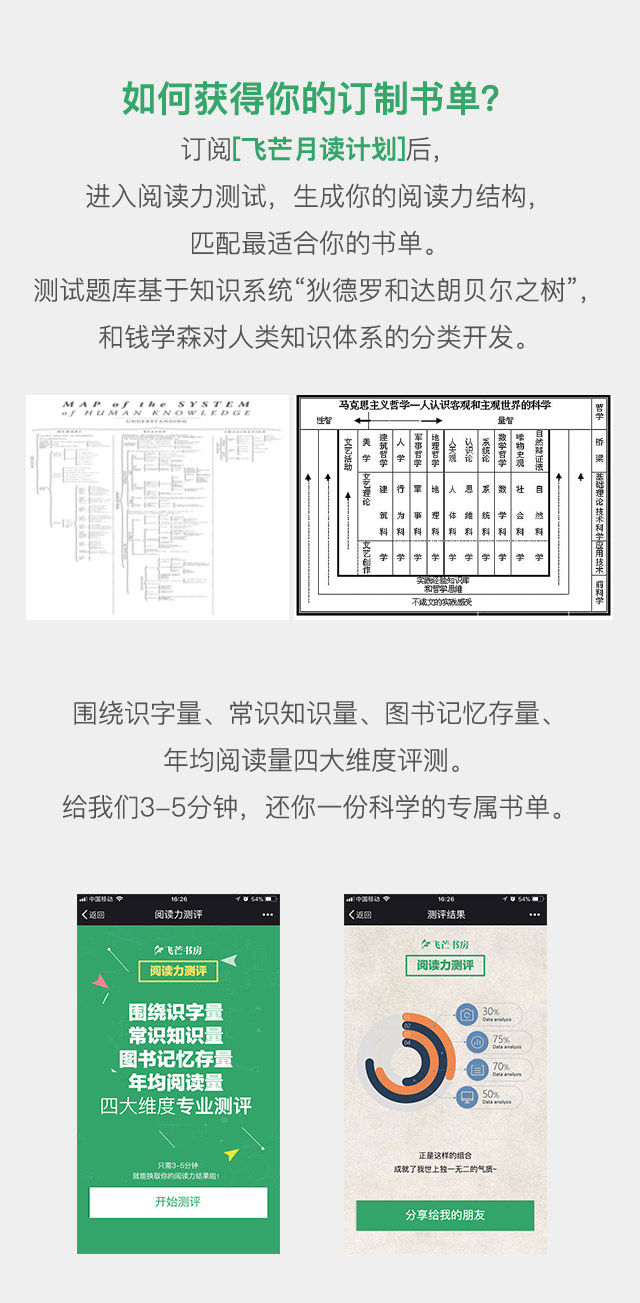 如何获得你的订制书单?
订阅[飞芒月读计划]后,
进入阅读力测试，生成你的阅读力结构,
匹配最适合你的书单。
测试题库基于知识系统“狄德罗和达朗贝尔之树”,
和钱学森对人类知识体系的分类开发。
MAP of the SYSTEM
of HUMAN KNOWLEDGE
UNDERSTANDING
马克思主义哲学—人认识客观和主观世界的科学
哲学
性智
量智
桥梁
文艺活动
美学
建筑哲学
人学
军事哲学
地理哲学
人天观
认识论
系统论
数学哲学
唯物史观
自然辩证法
文艺理论
建筑科学
行为科学
军事科学
地理科学
人体科学
思维科学
系统科学
数学科学
社会科学
自然科学
文艺创作
基础理论
技术科学
应用技术
实践经验知识库
和哲学思维
不成文的实践感受
前科学
围绕识字量、常识知识量、图书记忆存量、
年均阅读量四大维度评测。
给我们3-5分钟，还你一份科学的专属书单。
中国移动
16:26
54%
返回
阅读力测评
飞芒书房
阅读力测评
围绕识字量
常识知识量
图书记忆存量
年均阅读量
四大维度专业测评
只需3-5分钟
就能换取你的阅读力结果啦！
开始测评
中国移动
16:26
54%
返回
测评结果
飞芒书房
阅读力测评
01
02
03
04
30%
Data analysis
75%
Data analysis
70%
Data analysis
50%
Data analysis
正是这样的组合
成就了我世上独一无二的气质~
分享给我的朋友